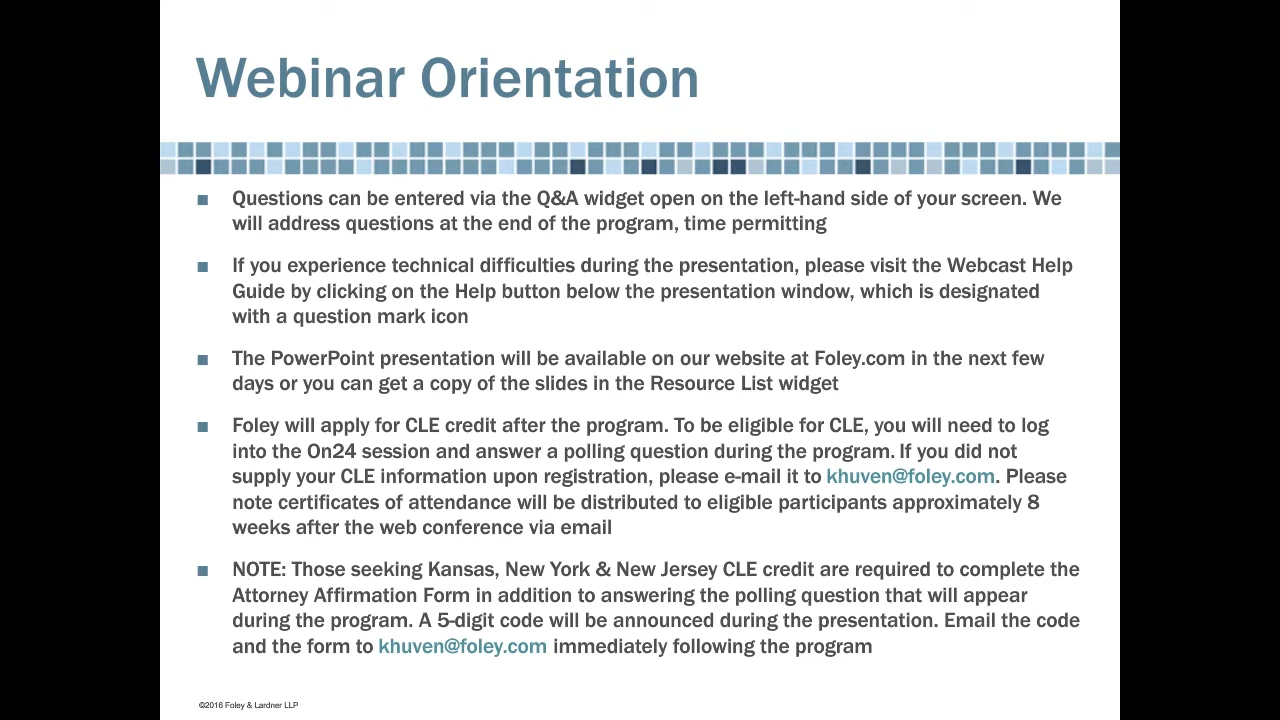 Webinar Orientation
■ Questions can be entered via the Q&A widget open on the left-hand side of your screen. We
will address questions at the end of the program, time permitting
■ If you experience technical difficulties during the presentation, please visit the Webcast Help
Guide by clicking on the Help button below the presentation window, which is designated
with a question mark icon
■ The PowerPoint presentation will be available on our website at Foley.com in the next few
days or you can get a copy of the slides in the Resource List widget
■ Foley will apply for CLE credit after the program. To be eligible for CLE, you will need to log
into the On24 session and answer a polling question during the program. If you did not
supply your CLE information upon registration, please e-mail it to khuven@foley.com. Please
note certificates of attendance will be distributed to eligible participants approximately 8
weeks after the web conference via email
■ NOTE: Those seeking Kansas, New York & New Jersey CLE credit are required to complete the
Attorney Affirmation Form in addition to answering the polling question that will appear
during the program. A 5-digit code will be announced during the presentation. Email the code
and the form to khuven@foley.com immediately following the program
©2016 Foley & Lardner LLP